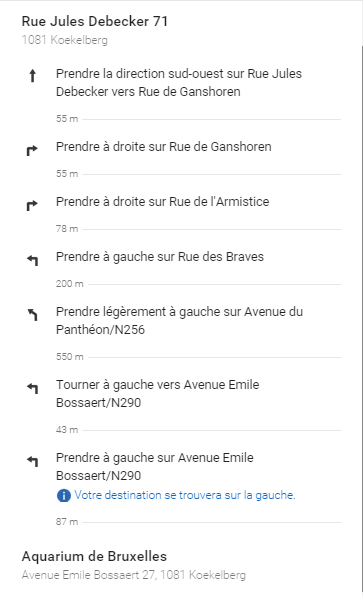 Rue Jules Debecker 71
1081 Koekelberg
Prendre la direction sud-ouest sur Rue Jules
Debecker vers Rue de Ganshoren
55 m
Prendre à droite sur Rue de Ganshoren
55 m
Prendre à droite sur Rue de l'Armistice
78 m
Prendre à gauche sur Rue des Braves
200 m
Prendre légèrement à gauche sur Avenue du
Panthéon/N256
550 m
Tourner à gauche vers Avenue Emile
Bossaert/N290
43 m
Prendre à gauche sur Avenue Emile
Bossaert/N290
Votre destination se trouvera sur la gauche.
87 m
Aquarium de Bruxelles
Avenue Emile Bossaert 27, 1081 Koekelberg